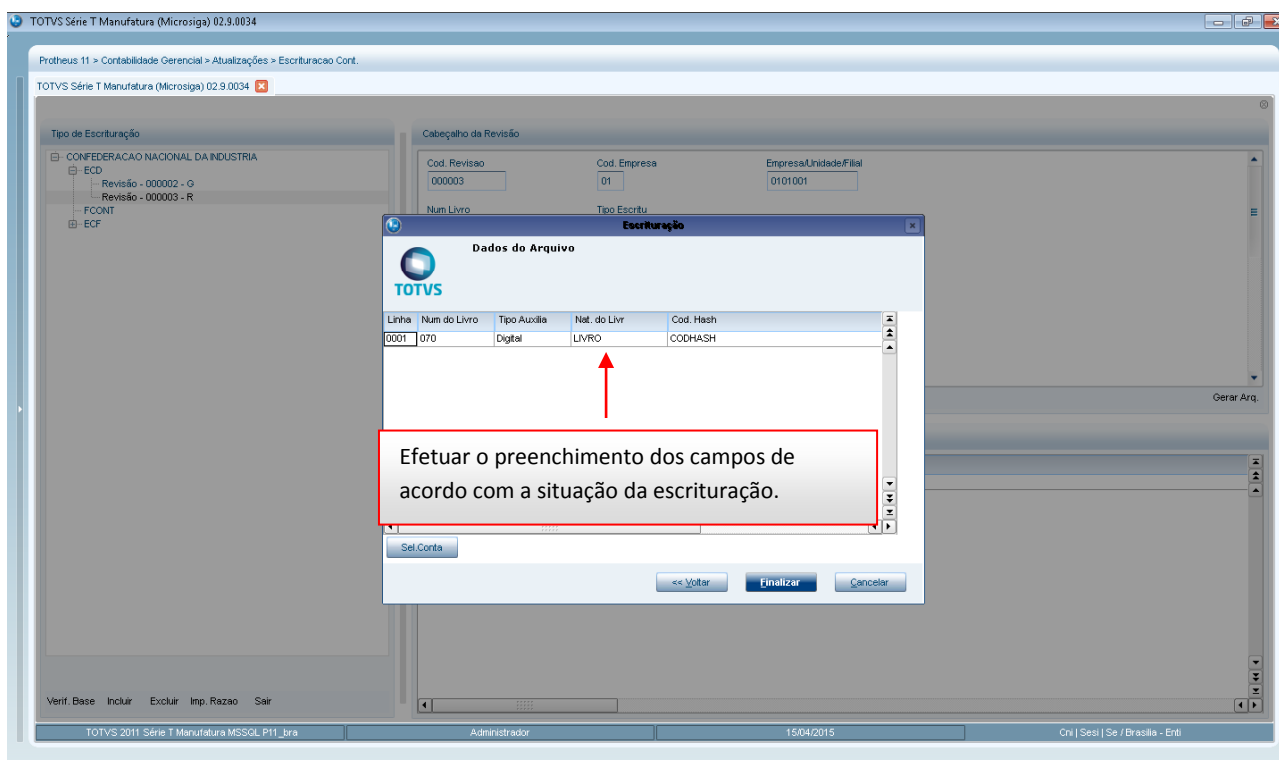 TOTVS Série T Manufatura (Microsiga) 02.9.0034
Protheus 11 > Contabilidade Gerencial > Atualizações > Escrituracao Cont.
TOTVS Série T Manufatura (Microsiga) 02.9.0034
Tipo de Escrituração
CONFEDERACAO NACIONAL DA INDUSTRIA
ECD
Revisão - 000002 - G
Revisão - 000003 - R
FCONT
ECF
Cabeçalho da Revisão
Cod. Revisao Cod. Empresa Empresa/Unidade/Filial
000003 01 0101001
Num Livro Tipo Escritu
Escrituração
Dados do Arquivo
TOTVS
Linha Num do Livro Tipo Auxilia Nat. do Livr Cod. Hash
0001 070 Digital LIVRO CODHASH
Gerar Arq.
Efetuar o preenchimento dos campos de
acordo com a situação da escrituração.
Sel.Conta
<< Voltar Finalizar Cancelar
Verif. Base Incluir Excluir Imp. Razao Sair
TOTVS 2011 Série T Manufatura MSSQL P11_bra Administrador 15/04/2015 Cni | Sesi | Se / Brasilia - Enti